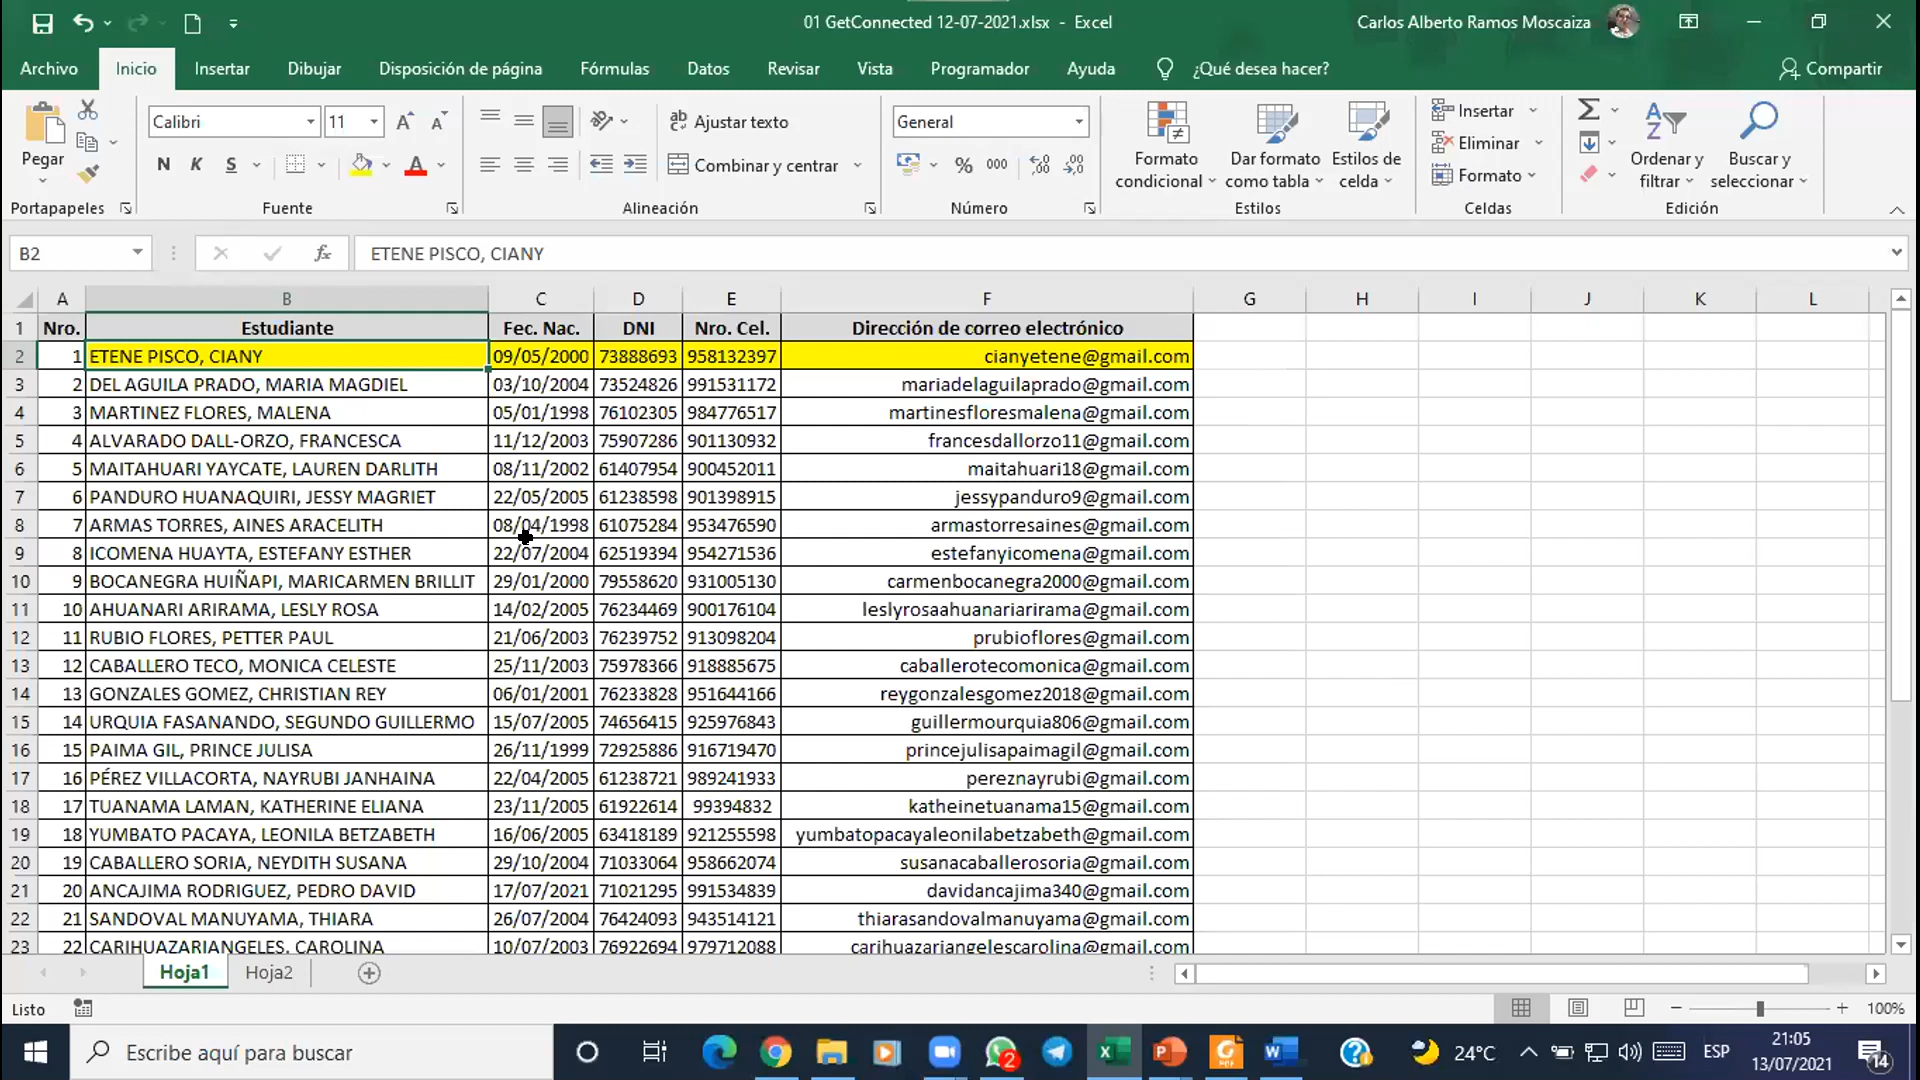 01 GetConnected 12-07-2021.xlsx - Excel
Carlos Alberto Ramos Moscaiza
Archivo Inicio Insertar Dibujar Disposición de página Fórmulas Datos Revisar Vista Programador Ayuda ¿Qué desea hacer? Compartir
Pegar
Calibri 11
N K S
Ajustar texto
Combinar y centrar
General
% 000
Formato condicional
Dar formato como tabla
Estilos de celda
Insertar
Eliminar
Formato
Ordenar y filtrar
Buscar y seleccionar
Portapapeles Fuente Alineación Número Estilos Celdas Edición
B2 fx ETENE PISCO, CIANY
A B C D E F G H I J K L
1 Nro. Estudiante Fec. Nac. DNI Nro. Cel. Dirección de correo electrónico
2 1 ETENE PISCO, CIANY 09/05/2000 73888693 958132397 cianyetene@gmail.com
3 2 DEL AGUILA PRADO, MARIA MAGDIEL 03/10/2004 73524826 991531172 mariadelaguilaprado@gmail.com
4 3 MARTINEZ FLORES, MALENA 05/01/1998 76102305 984776517 martinesfloresmalena@gmail.com
5 4 ALVARADO DALL-ORZO, FRANCESCA 11/12/2003 75907286 901130932 francesdallorzo11@gmail.com
6 5 MAITAHUARI YAYCATE, LAUREN DARLITH 08/11/2002 61407954 900452011 maitahuari18@gmail.com
7 6 PANDURO HUANAQUIRI, JESSY MAGRIET 22/05/2005 61238598 901398915 jessypanduro9@gmail.com
8 7 ARMAS TORRES, AINES ARACELITH 08/04/1998 61075284 953476590 armastorresaines@gmail.com
9 8 ICOMENA HUAYTA, ESTEFANY ESTHER 22/07/2004 62519394 954271536 estefanyicomena@gmail.com
10 9 BOCANEGRA HUIÑAPI, MARICARMEN BRILLIT 29/01/2000 79558620 931005130 carmenbocanegra2000@gmail.com
11 10 AHUANARI ARIRAMA, LESLY ROSA 14/02/2005 76234469 900176104 leslyrosaahuanariarirama@gmail.com
12 11 RUBIO FLORES, PETTER PAUL 21/06/2003 76239752 913098204 prubioflores@gmail.com
13 12 CABALLERO TECO, MONICA CELESTE 25/11/2003 75978366 918885675 caballerotecomonica@gmail.com
14 13 GONZALES GOMEZ, CHRISTIAN REY 06/01/2001 76233828 951644166 reygonzalesgomez2018@gmail.com
15 14 URQUIA FASANANDO, SEGUNDO GUILLERMO 15/07/2005 74656415 925976843 guillermourquia806@gmail.com
16 15 PAIMA GIL, PRINCE JULISA 26/11/1999 72925886 916719470 princejulisapaimagil@gmail.com
17 16 PÉREZ VILLACORTA, NAYRUBI JANHAINA 22/04/2005 61238721 989241933 pereznayrubi@gmail.com
18 17 TUANAMA LAMAN, KATHERINE ELIANA 23/11/2005 61922614 99394832 katheinetuanama15@gmail.com
19 18 YUMBATO PACAYA, LEONILA BETZABETH 16/06/2005 63418189 921255598 yumbatopacayaleonilabetzabeth@gmail.com
20 19 CABALLERO SORIA, NEYDITH SUSANA 29/10/2004 71033064 958662074 susanacaballerosoria@gmail.com
21 20 ANCAJIMA RODRIGUEZ, PEDRO DAVID 17/07/2021 71021295 991534839 davidancajima340@gmail.com
22 21 SANDOVAL MANUYAMA, THIARA 26/07/2004 76424093 943514121 thiarasandovalmanuyama@gmail.com
23 22 CARIHUAZARIANGELES, CAROLINA 10/07/2003 76922694 979712088 carihuazariangelescarolina@gmail.com
Hoja1 Hoja2
Listo 100%
Escribe aquí para buscar
2
24°C
ESP
21:05
13/07/2021
14